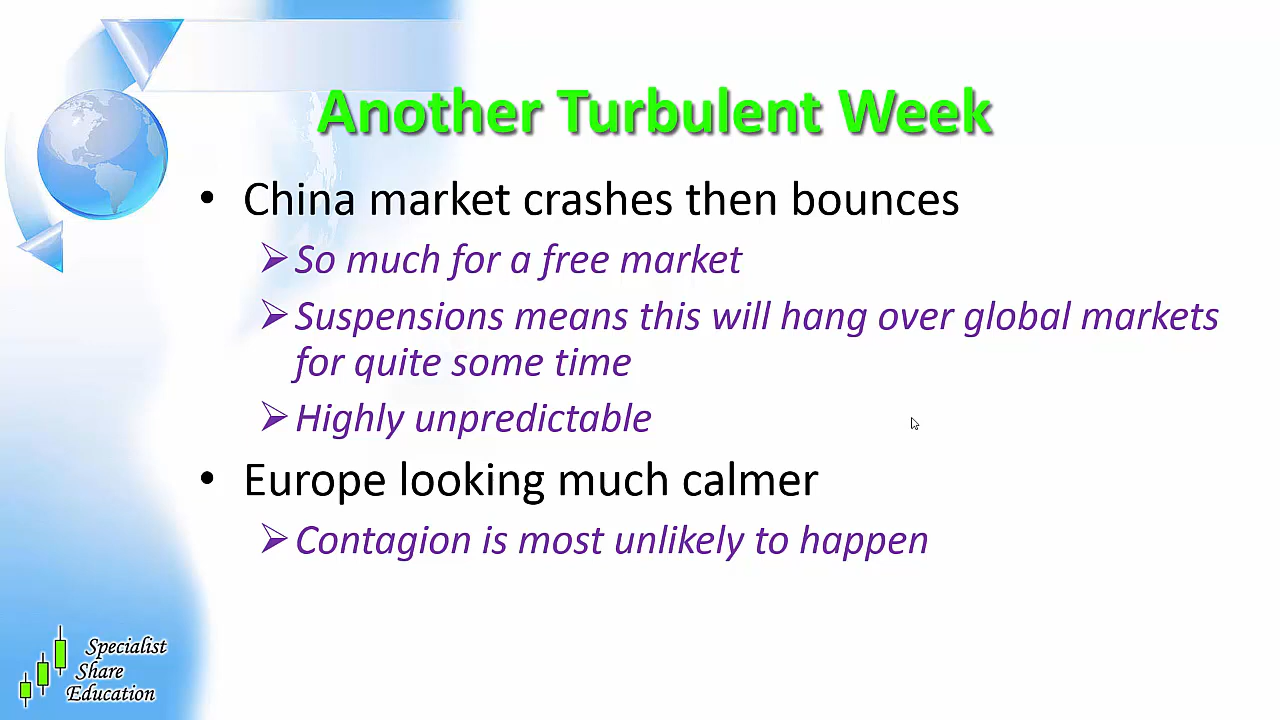 Another Turbulent Week
• China market crashes then bounces
➢ So much for a free market
➢ Suspensions means this will hang over global markets
for quite some time
➢ Highly unpredictable
• Europe looking much calmer
➢ Contagion is most unlikely to happen
Specialist
Share
Education